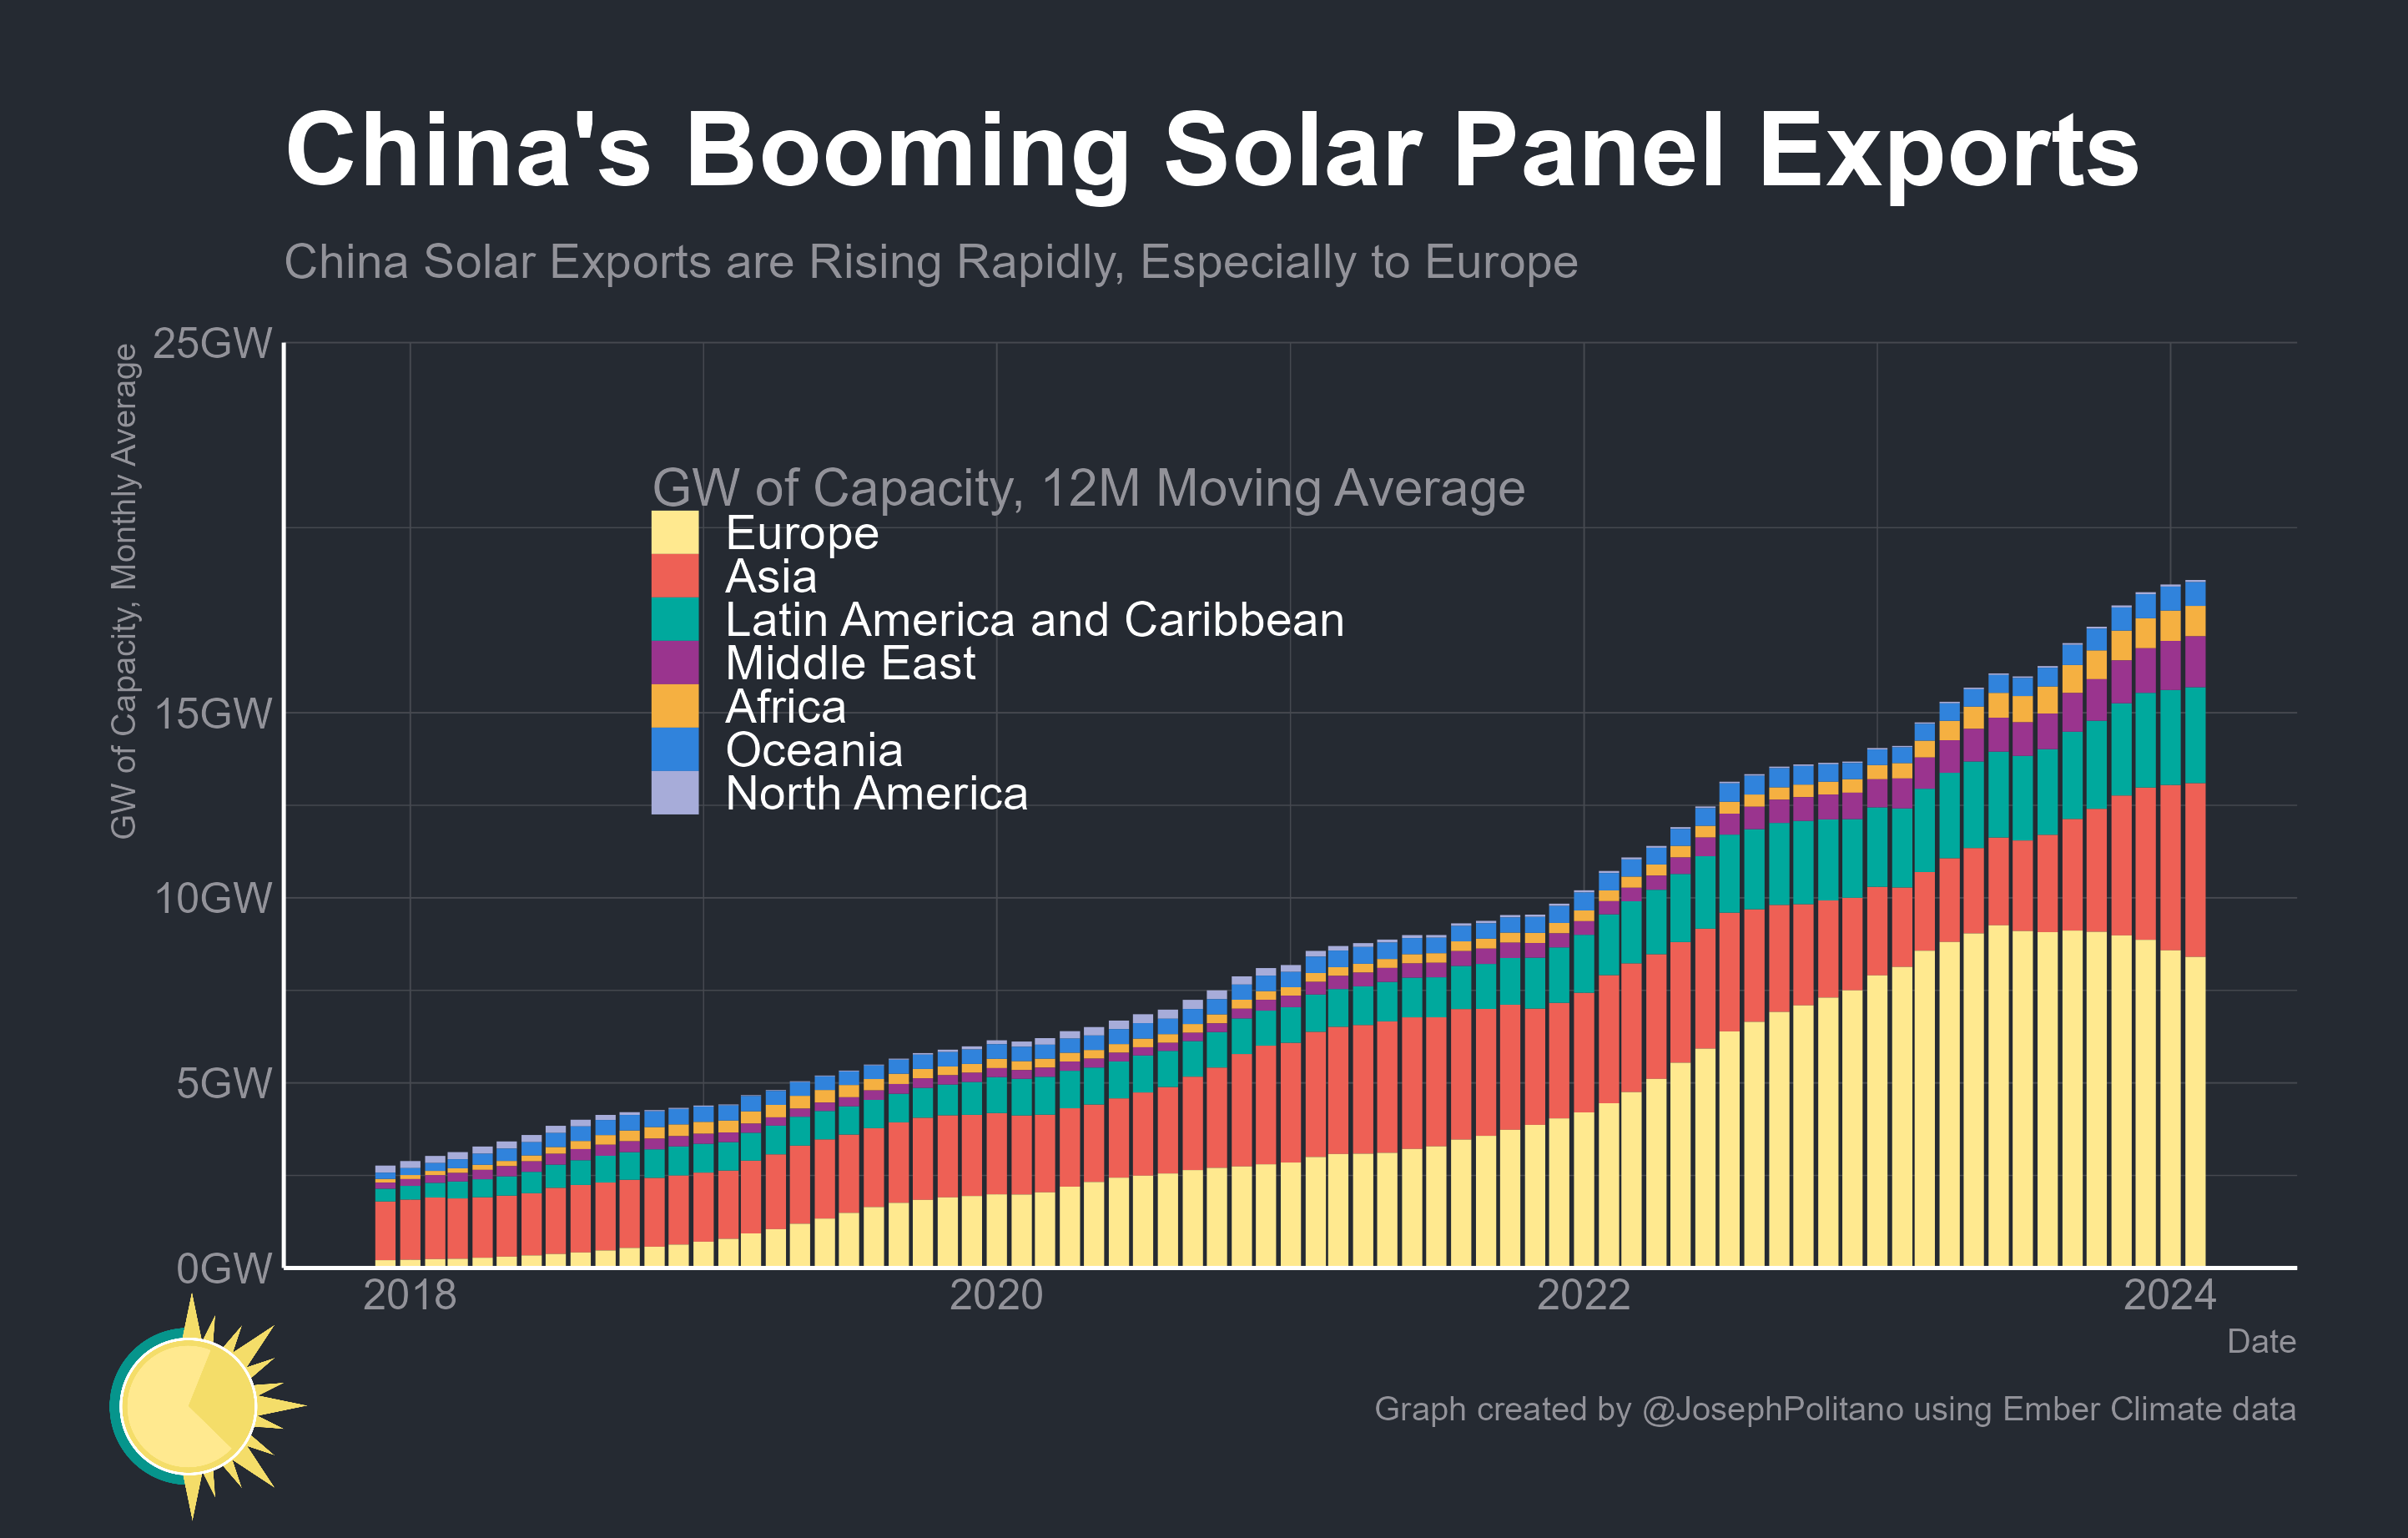 China's Booming Solar Panel Exports
China Solar Exports are Rising Rapidly, Especially to Europe
GW of Capacity, Monthly Average
25GW
15GW
10GW
5GW
0GW
GW of Capacity, 12M Moving Average
Europe
Asia
Latin America and Caribbean
Middle East
Africa
Oceania
North America
2018
2020
2022
2024
Date
Graph created by @JosephPolitano using Ember Climate data